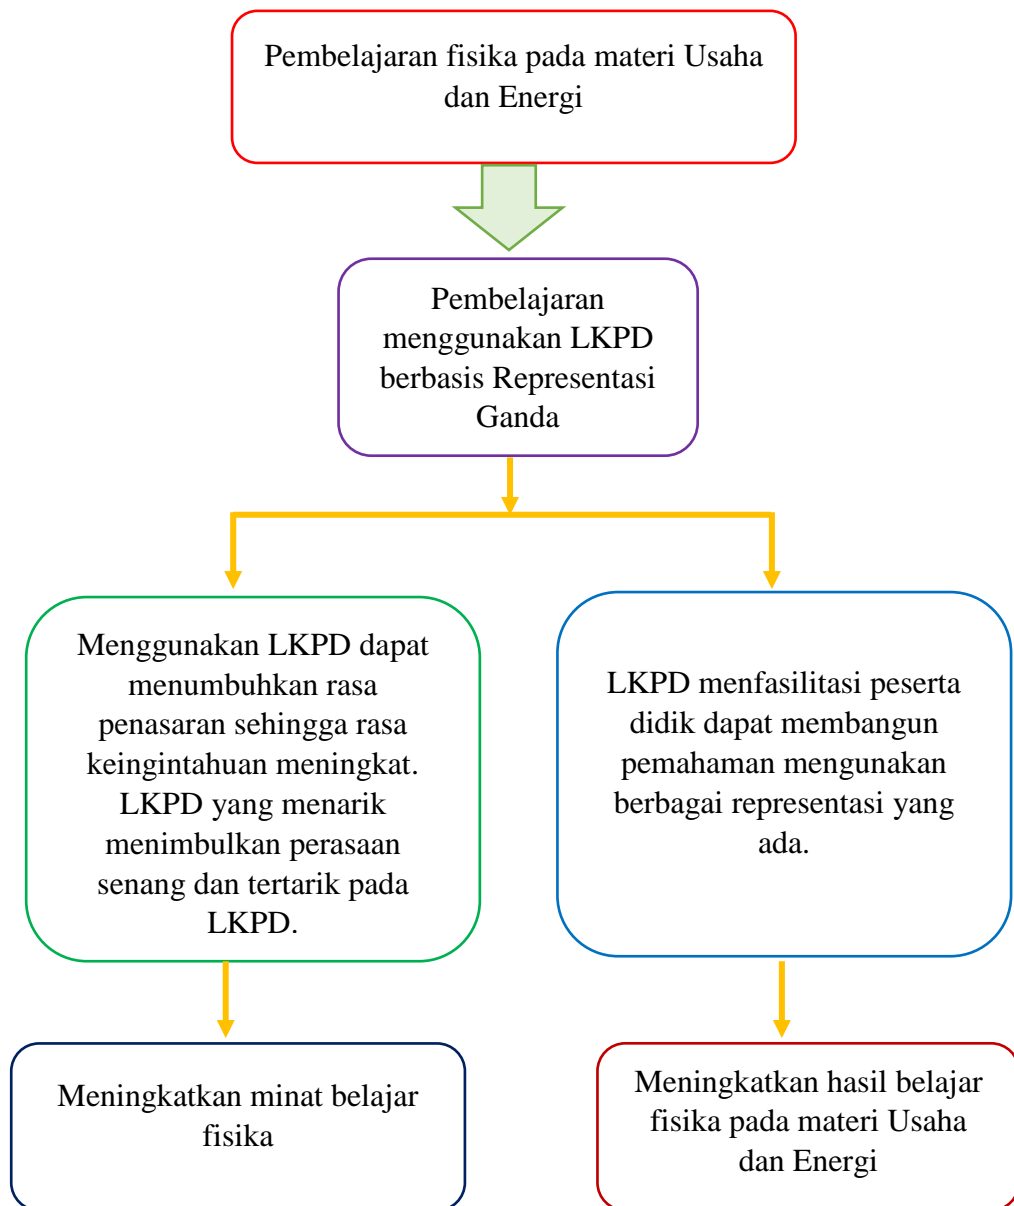 Pembelajaran fisika pada materi Usaha
dan Energi
Pembelajaran
menggunakan LKPD
berbasis Representasi
Ganda
Menggunakan LKPD dapat
menumbuhkan rasa
penasaran sehingga rasa
keingintahuan meningkat.
LKPD yang menarik
menimbulkan perasaan
senang dan tertarik pada
LKPD.
LKPD menfasilitasi peserta
didik dapat membangun
pemahaman mengunakan
berbagai representasi yang
ada.
Meningkatkan minat belajar
fisika
Meningkatkan hasil belajar
fisika pada materi Usaha
dan Energi